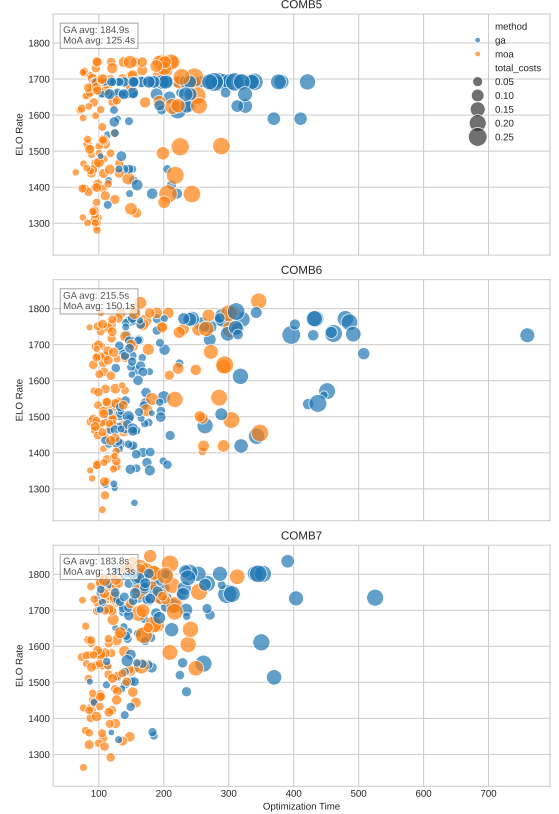 COMB5
GA avg: 184.9s
MoA avg: 125.4s
method
ga
moa
total_costs
0.05
0.10
0.15
0.20
0.25
1800
1700
1600
1500
1400
1300
ELO Rate
COMB6
GA avg: 215.5s
MoA avg: 150.1s
1800
1700
1600
1500
1400
1300
ELO Rate
COMB7
GA avg: 183.8s
MoA avg: 131.3s
1800
1700
1600
1500
1400
1300
ELO Rate
100 200 300 400 500 600 700
Optimization Time